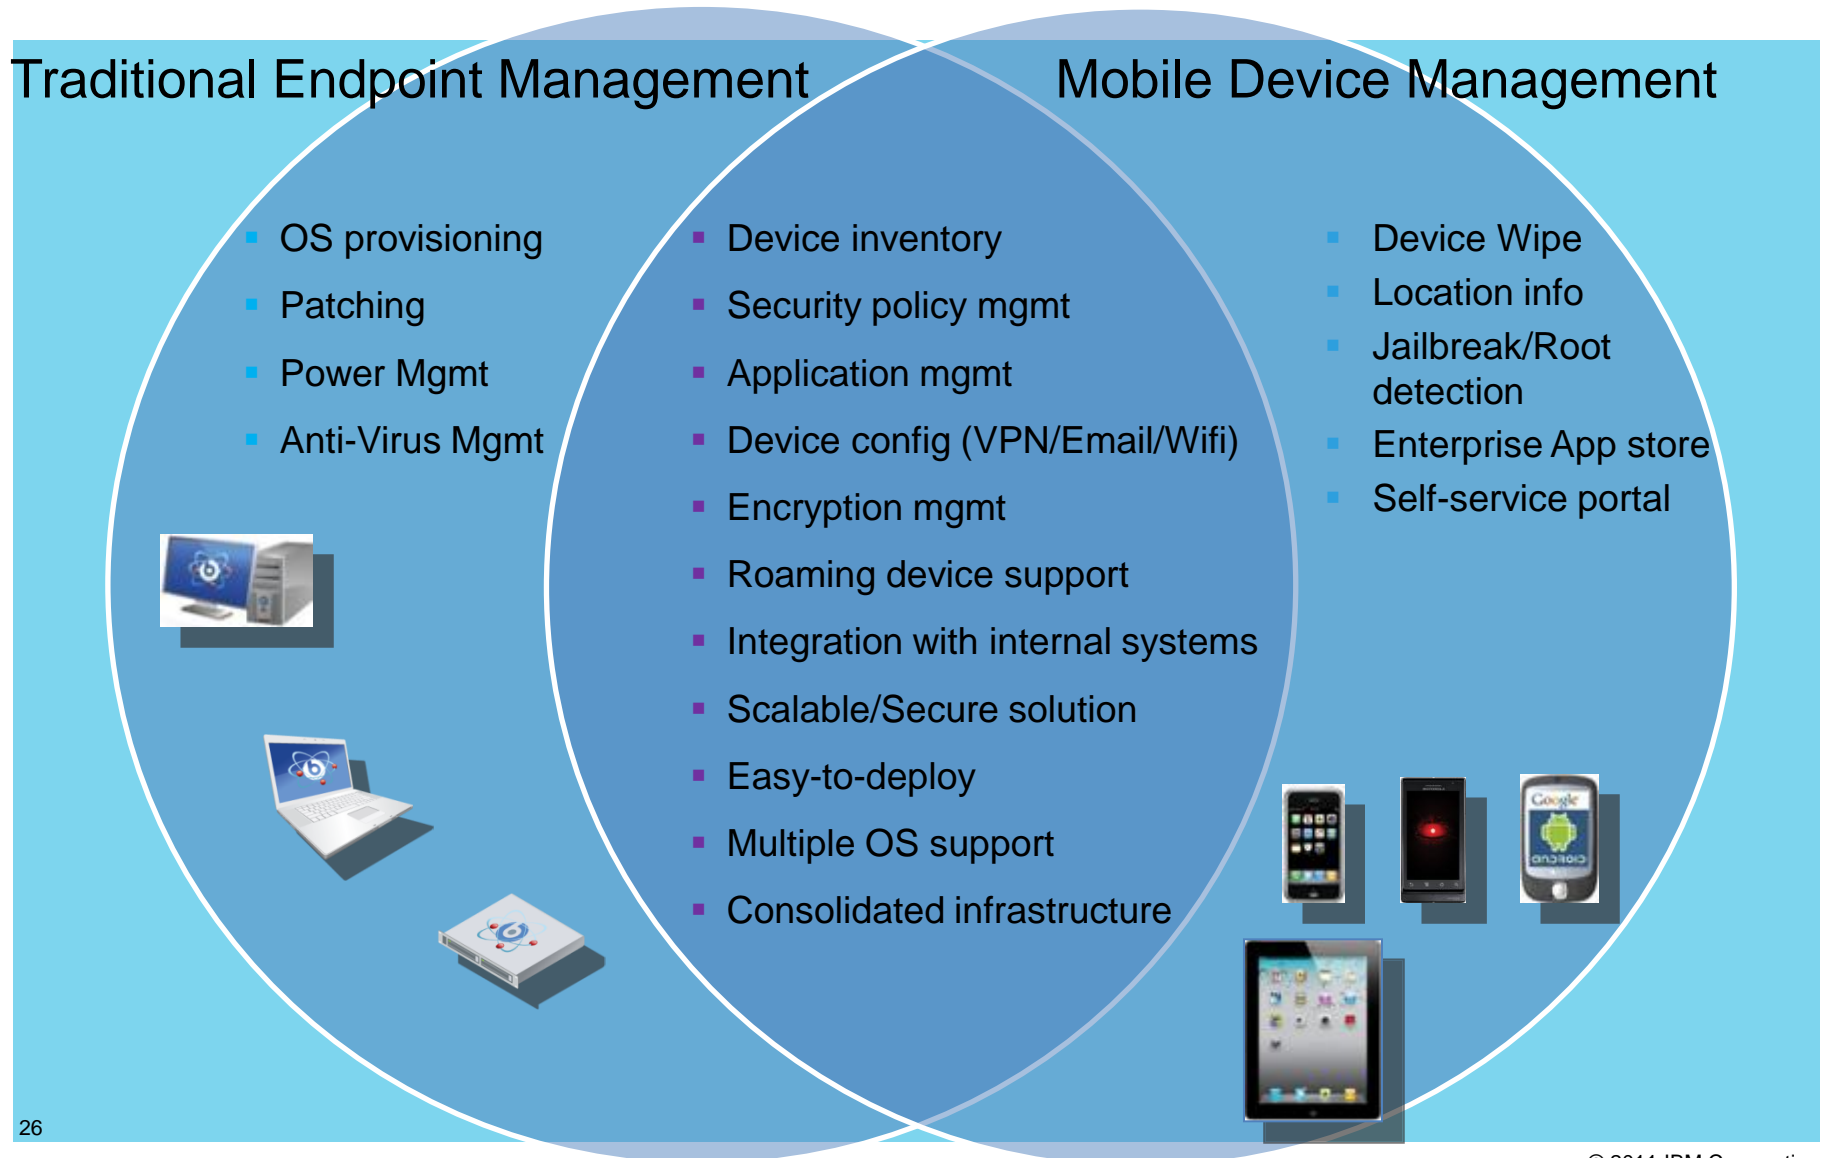 Traditional Endpoint Management
Mobile Device Management
OS provisioning
Patching
Power Mgmt
Anti-Virus Mgmt
Device inventory
Security policy mgmt
Application mgmt
Device config (VPN/Email/Wifi)
Encryption mgmt
Roaming device support
Integration with internal systems
Scalable/Secure solution
Easy-to-deploy
Multiple OS support
Consolidated infrastructure
Device Wipe
Location info
Jailbreak/Root
detection
Enterprise App store
Self-service portal
Google
ANDROID
26